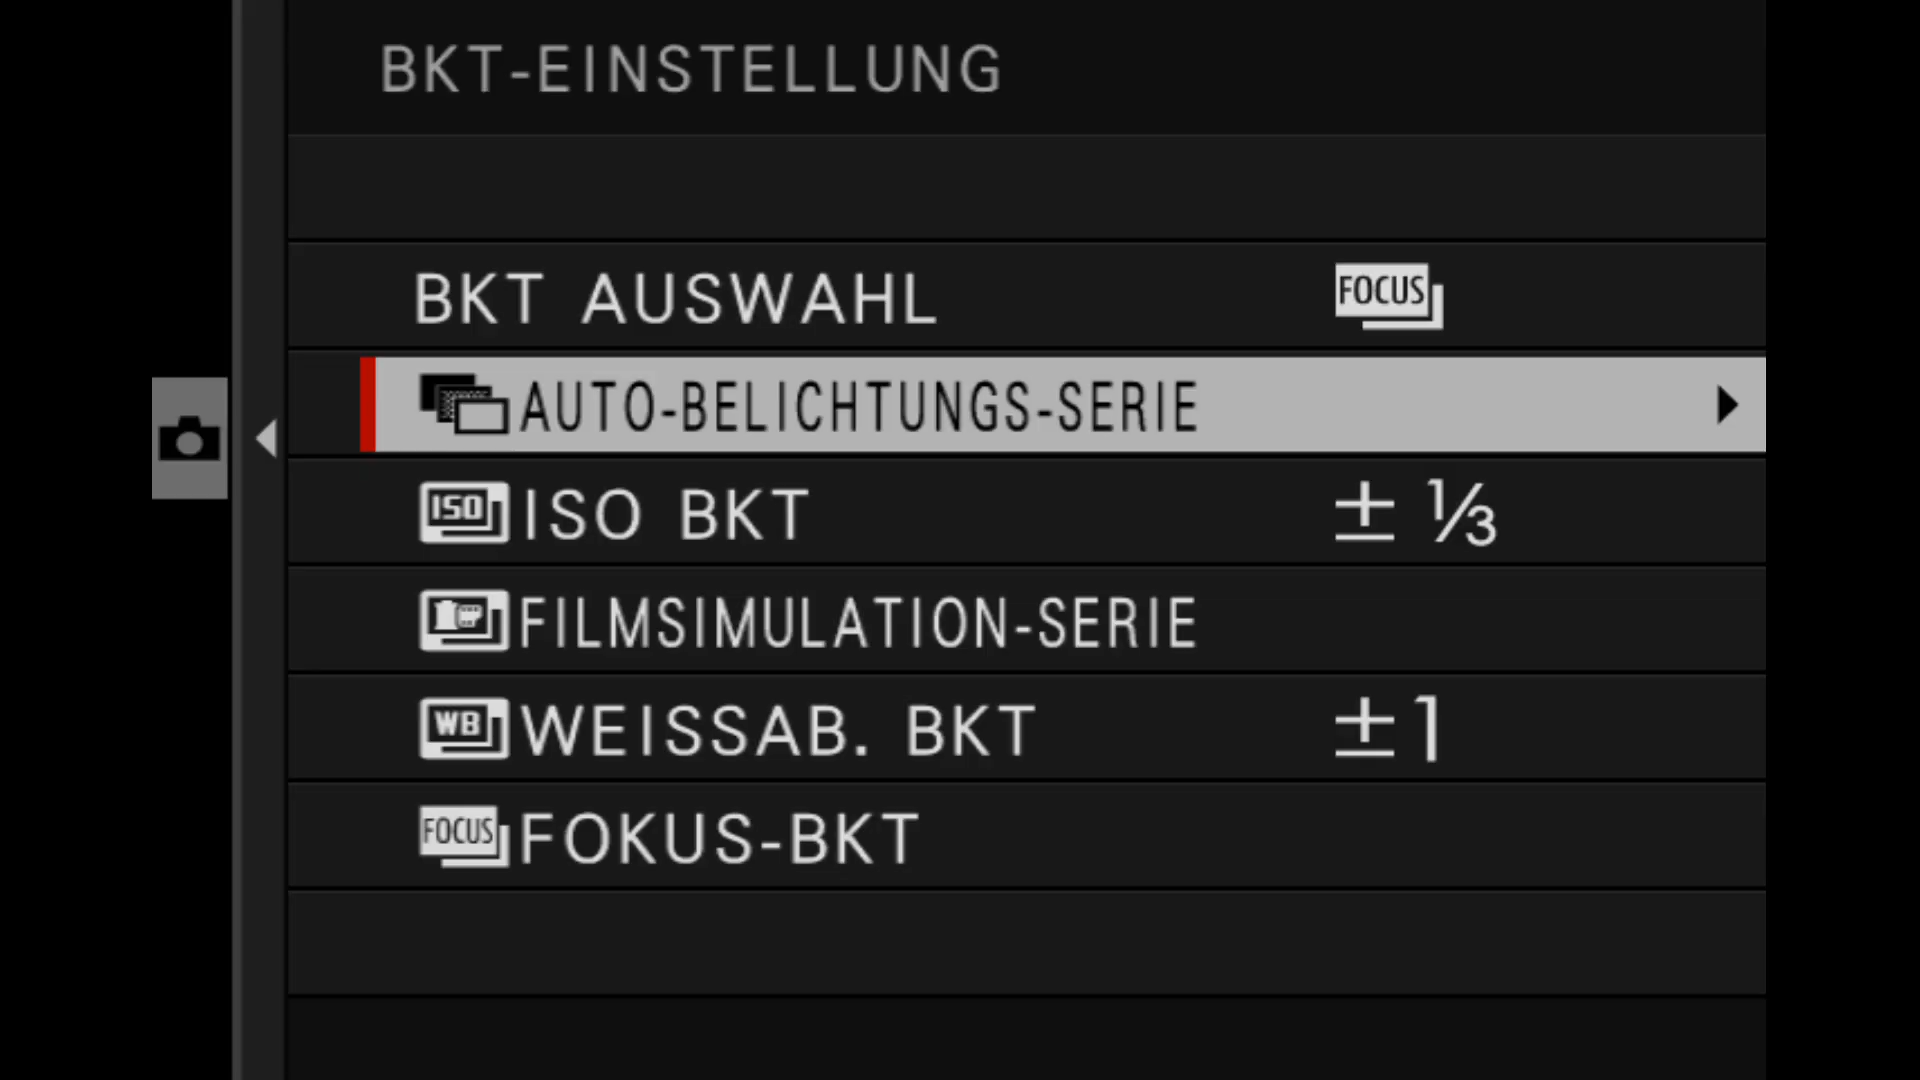 BKT-EINSTELLUNG
BKT AUSWAHL FOCUS
AUTO-BELICHTUNGS-SERIE
ISO ISO BKT ± ⅓
FILMSIMULATION-SERIE
WB WEISSAB. BKT ±1
FOCUS FOKUS-BKT